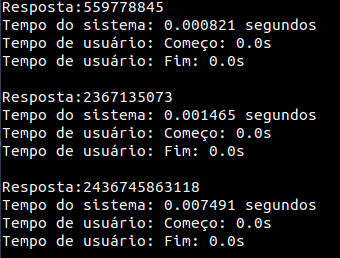 Resposta:559778845
Tempo do sistema: 0.000821 segundos
Tempo de usuário: Começo: 0.0s
Tempo de usuário: Fim: 0.0s
Resposta:2367135073
Tempo do sistema: 0.001465 segundos
Tempo de usuário: Começo: 0.0s
Tempo de usuário: Fim: 0.0s
Resposta:2436745863118
Tempo do sistema: 0.007491 segundos
Tempo de usuário: Começo: 0.0s
Tempo de usuário: Fim: 0.0s